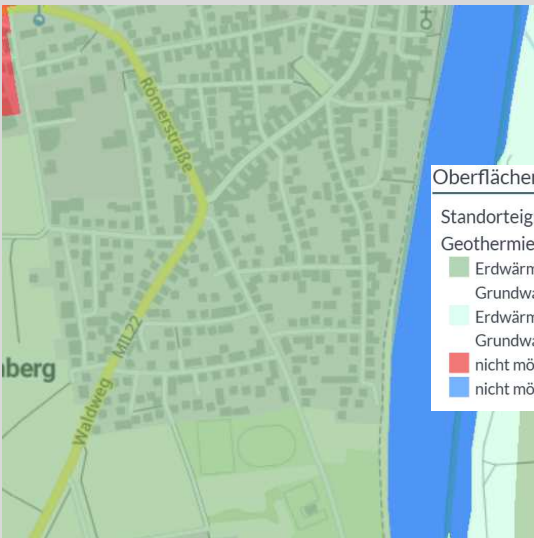 Römerstraße
Oberflächen
Standorteig
Geothermie
Erdwärm
Grundwa
Erdwärm
Grundwa
nicht mö
nicht mö
MIL22
berg
Waldweg